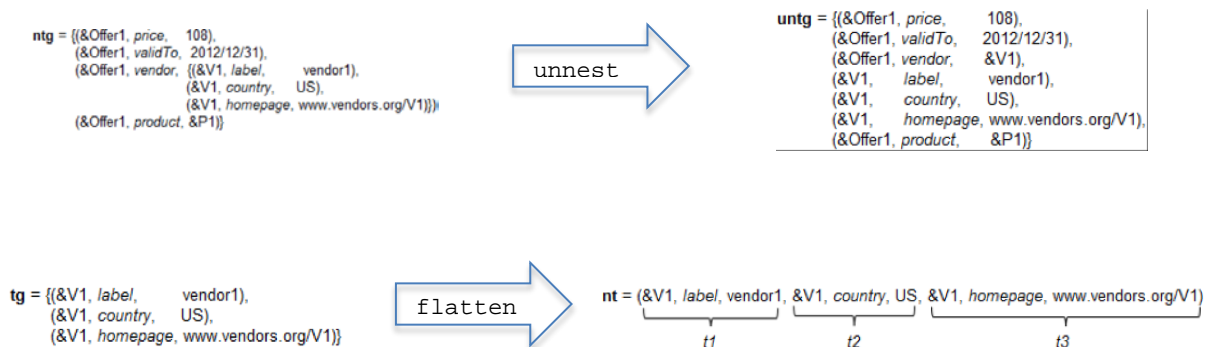 ntg = {(&Offer1, price, 108),
(&Offer1, validTo, 2012/12/31),
(&Offer1, vendor, {(&V1, label, vendor1),
(&V1, country, US),
(&V1, homepage, www.vendors.org/V1)})
(&Offer1, product, &P1)}
unnest
untg = {(&Offer1, price, 108),
(&Offer1, validTo, 2012/12/31),
(&Offer1, vendor, &V1),
(&V1, label, vendor1),
(&V1, country, US),
(&V1, homepage, www.vendors.org/V1),
(&Offer1, product, &P1)}
tg = {(&V1, label, vendor1),
(&V1, country, US),
(&V1, homepage, www.vendors.org/V1)}
flatten
nt = (&V1, label, vendor1, &V1, country, US, &V1, homepage, www.vendors.org/V1)
t1 t2 t3